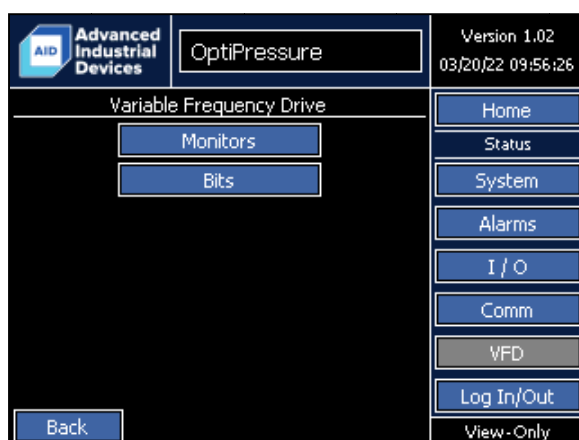 AID
Advanced
Industrial
Devices
OptiPressure
Version 1.02
03/20/22 09:56:26
Variable Frequency Drive
Monitors
Bits
Back
Home
Status
System
Alarms
I / O
Comm
VFD
Log In/Out
View-Only